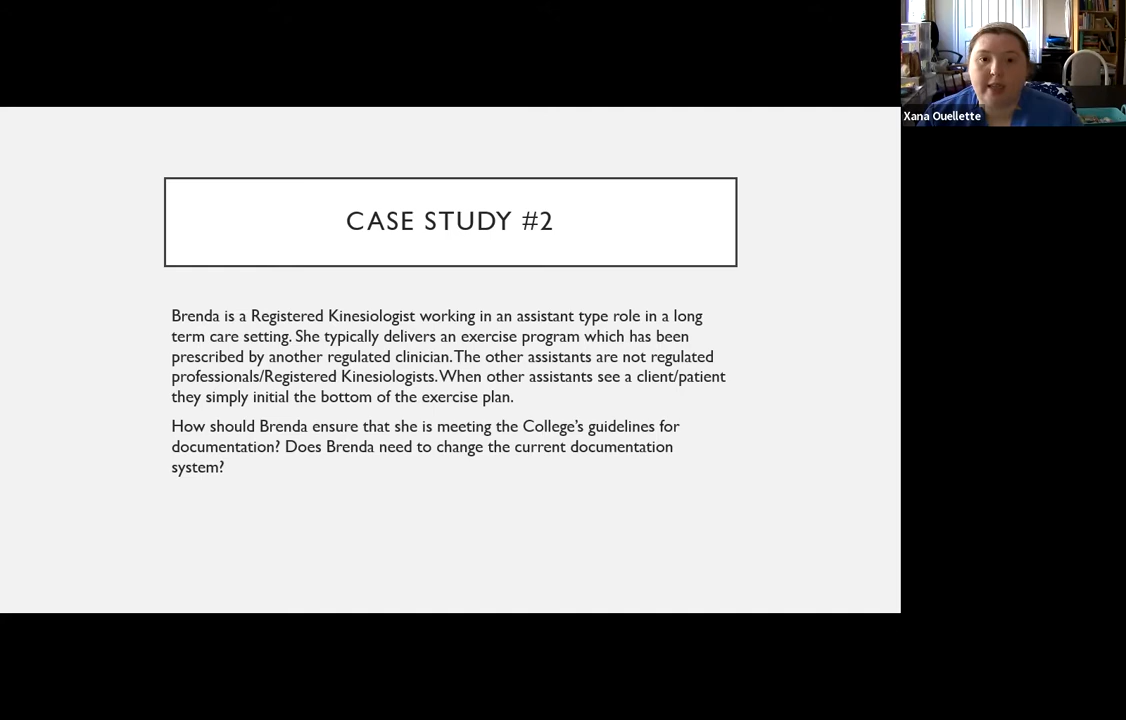 Xana Ouellette
CASE STUDY #2
Brenda is a Registered Kinesiologist working in an assistant type role in a long
term care setting. She typically delivers an exercise program which has been
prescribed by another regulated clinician. The other assistants are not regulated
professionals/Registered Kinesiologists. When other assistants see a client/patient
they simply initial the bottom of the exercise plan.
How should Brenda ensure that she is meeting the College’s guidelines for
documentation? Does Brenda need to change the current documentation
system?